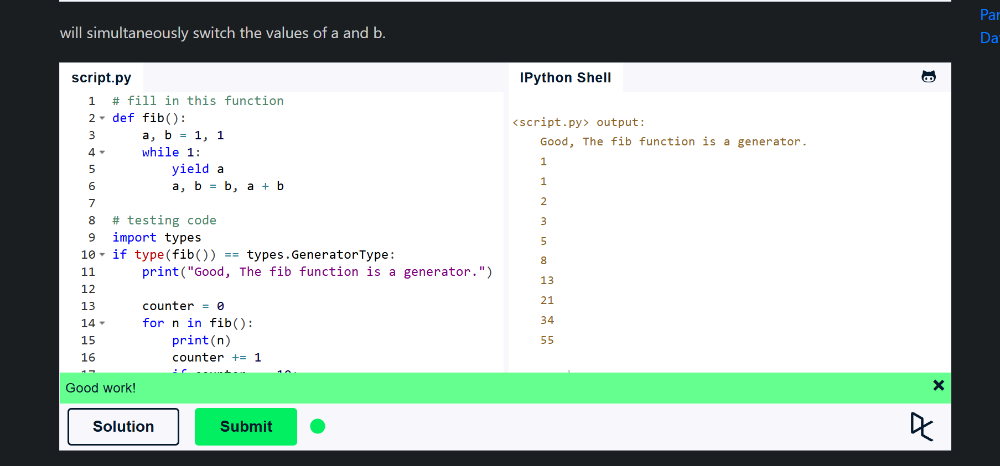 Par
will simultaneously switch the values of a and b.
Da
script.py
IPython Shell
1 # fill in this function
2 def fib():
3     a, b = 1, 1
4     while 1:
5         yield a
6         a, b = b, a + b
7
8 # testing code
9 import types
10 if type(fib()) == types.GeneratorType:
11     print("Good, The fib function is a generator.")
12
13     counter = 0
14     for n in fib():
15         print(n)
16         counter += 1
<script.py> output:
    Good, The fib function is a generator.
    1
    1
    2
    3
    5
    8
    13
    21
    34
    55
Good work!
Solution
Submit